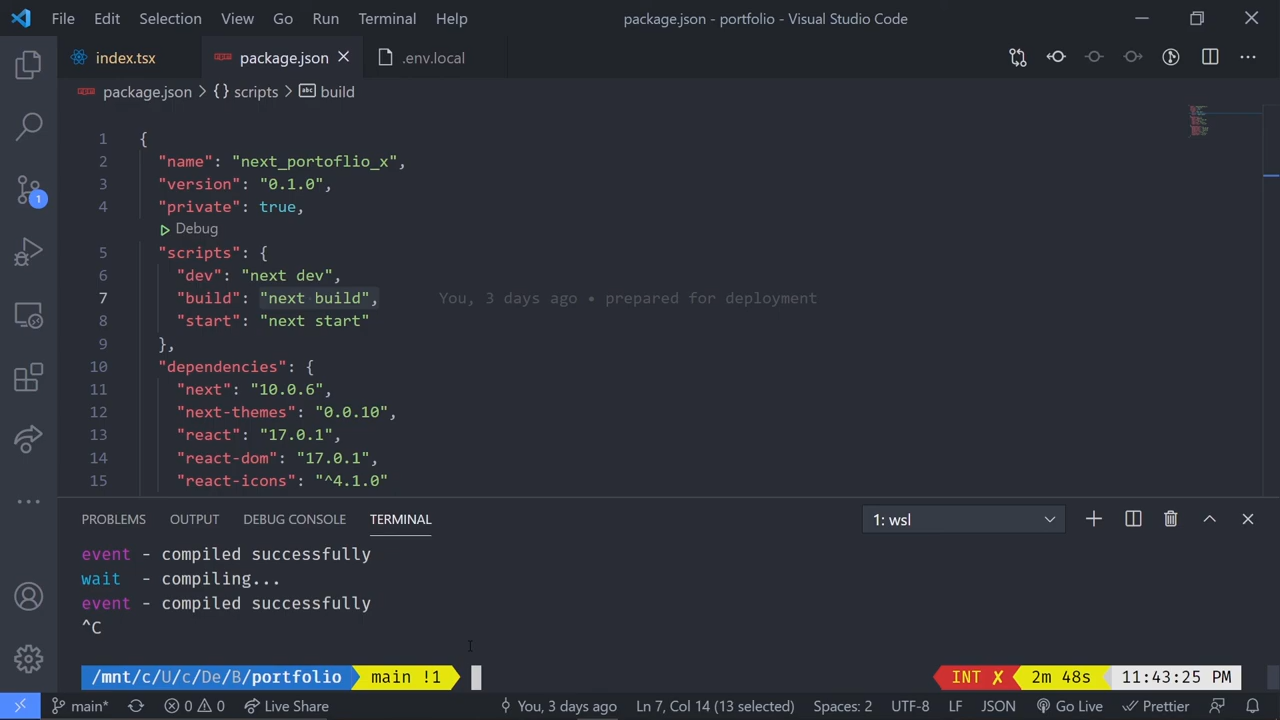 File Edit Selection View Go Run Terminal Help package.json - portfolio - Visual Studio Code
index.tsx package.json .env.local
package.json > {} scripts > abc build
1 {
2 "name": "next_portoflio_x",
3 "version": "0.1.0",
4 "private": true,
Debug
5 "scripts": {
6 "dev": "next dev",
7 "build": "next·build", You, 3 days ago • prepared for deployment
8 "start": "next start"
9 },
10 "dependencies": {
11 "next": "10.0.6",
12 "next-themes": "0.0.10",
13 "react": "17.0.1",
14 "react-dom": "17.0.1",
15 "react-icons": "^4.1.0"
1
PROBLEMS OUTPUT DEBUG CONSOLE TERMINAL 1: wsl
event - compiled successfully
wait - compiling...
event - compiled successfully
^C
/mnt/c/U/c/De/B/portfolio main !1 INT ✗ 2m 48s 11:43:25 PM
main* 0 0 Live Share You, 3 days ago Ln 7, Col 14 (13 selected) Spaces: 2 UTF-8 LF JSON Go Live Prettier